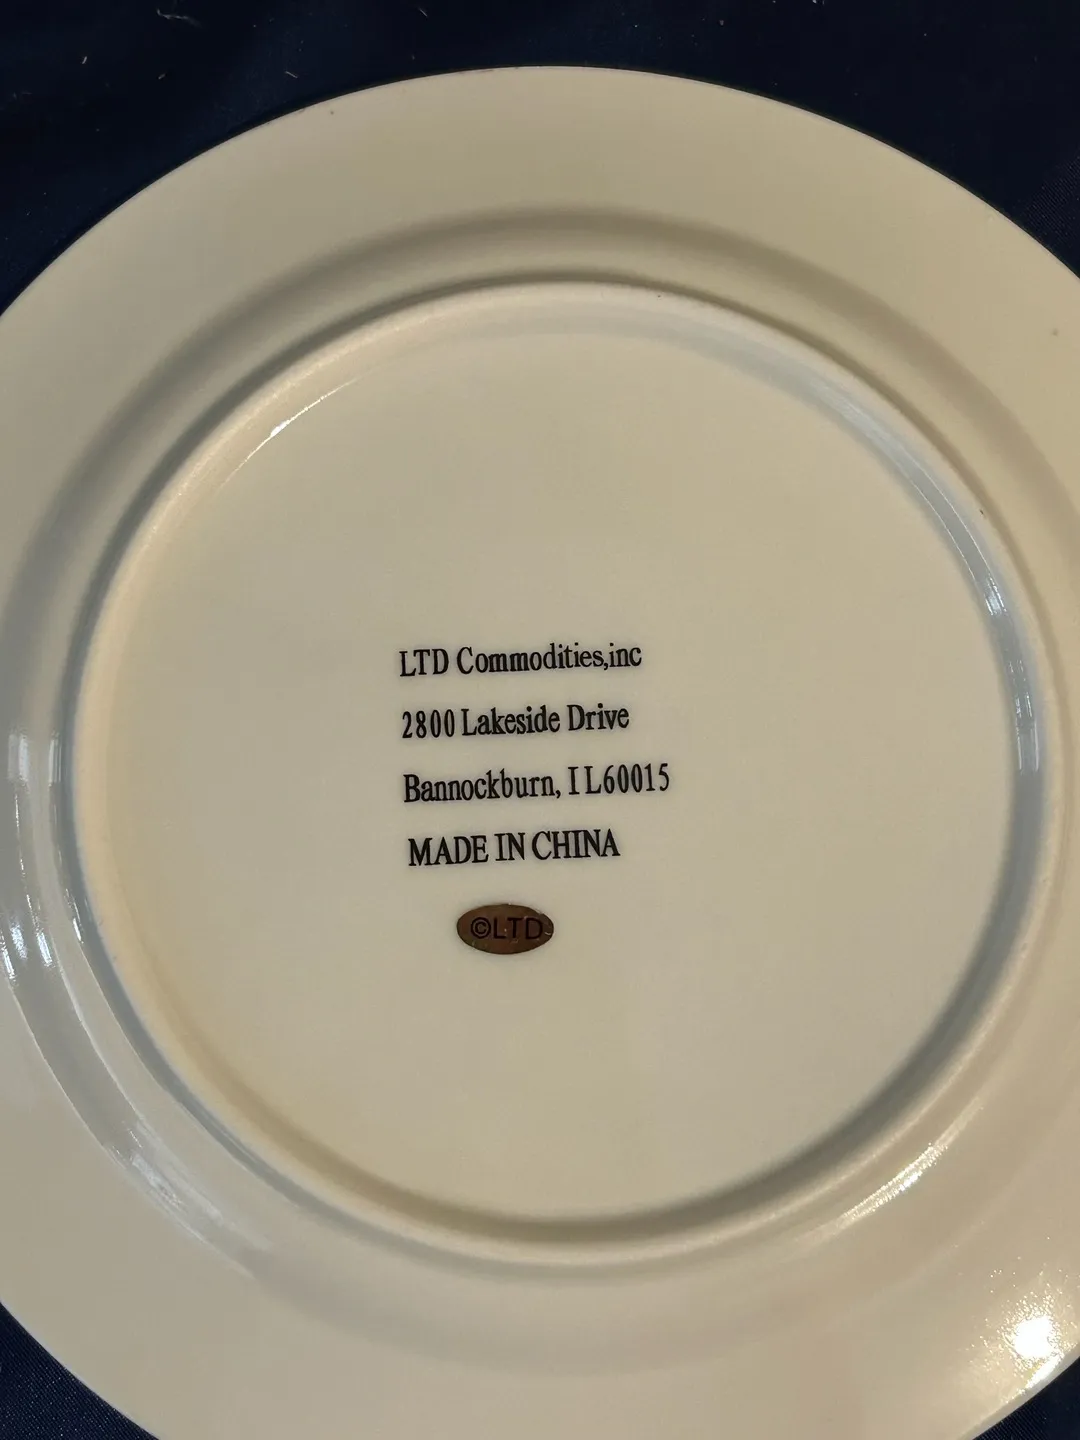 LTD Commodities,inc
2800 Lakeside Drive
Bannockburn, IL60015
MADE IN CHINA
©LTD